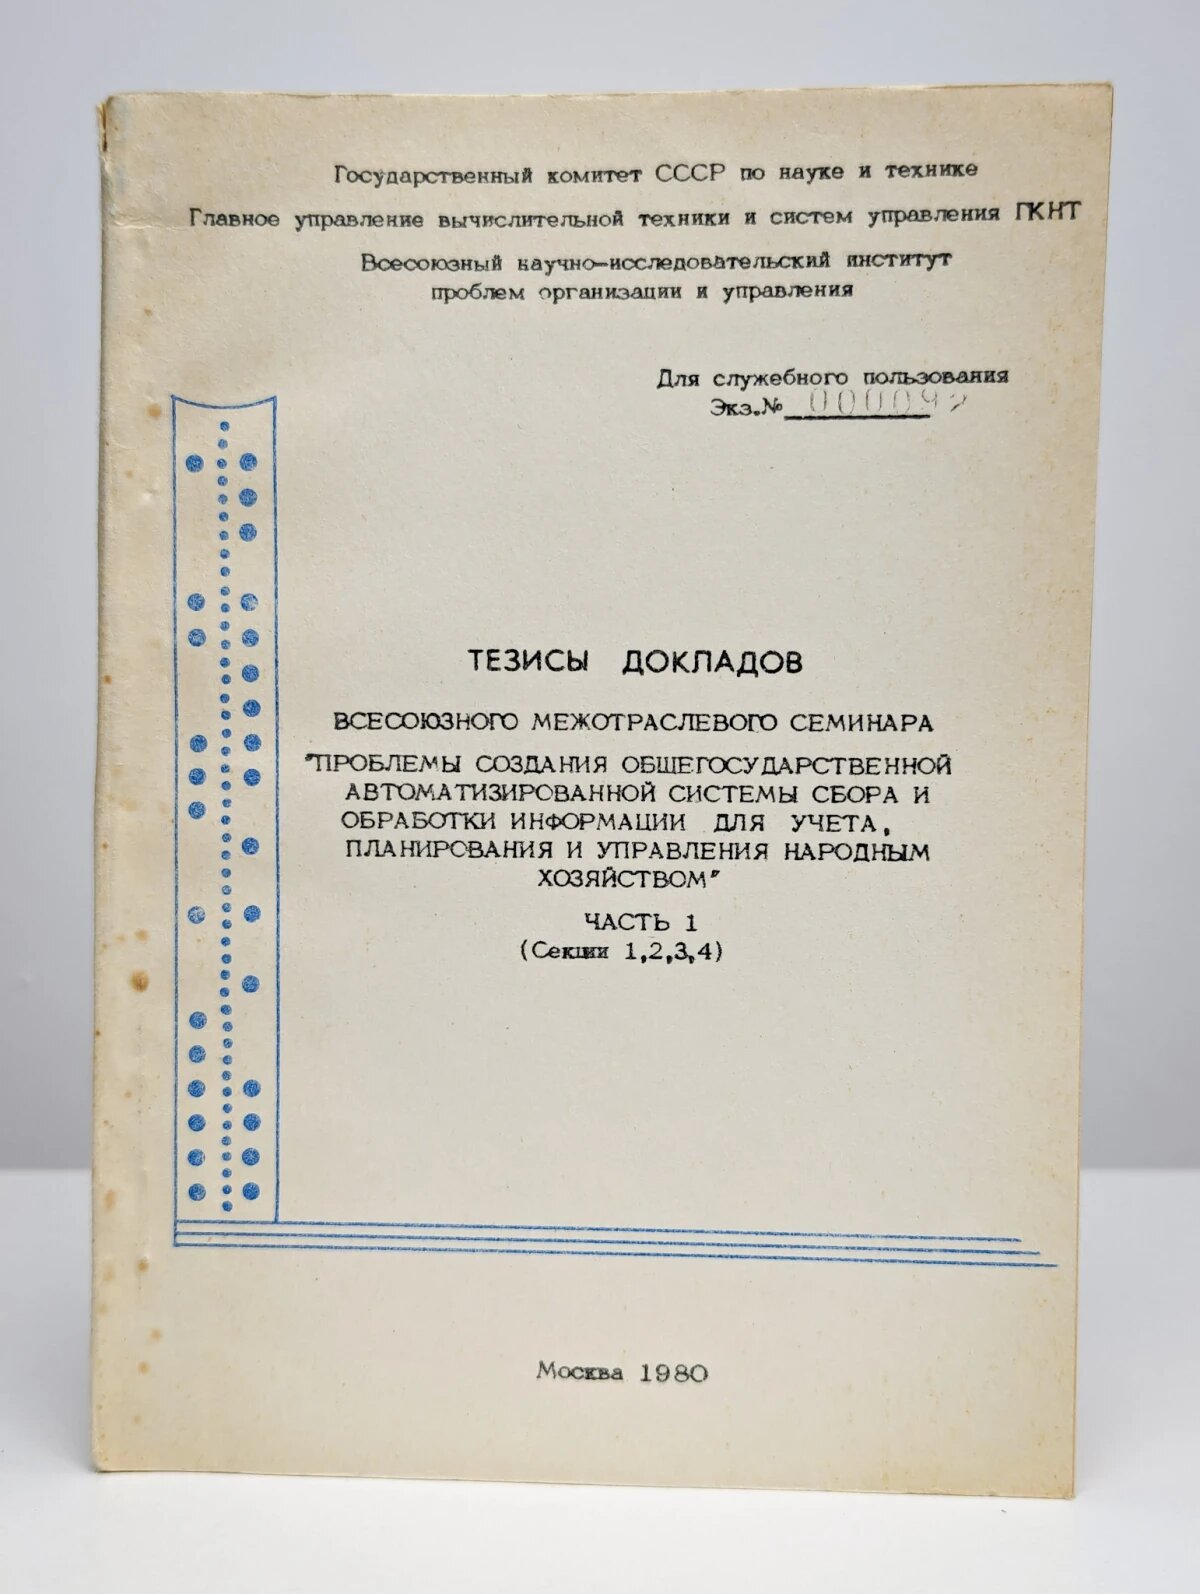 Государственный комитет СССР по науке и технике
Главное управление вычислительной техники и систем управления ГКНТ
Всесоюзный научно-исследовательский институт
проблем организации и управления
Для служебного пользования
Экз.№
ТЕЗИСЫ ДОКЛАДОВ
ВСЕСОЮЗНОГО МЕЖОТРАСЛЕВОГО СЕМИНАРА
"ПРОБЛЕМЫ СОЗДАНИЯ ОБЩЕГОСУДАРСТВЕННОЙ
АВТОМАТИЗИРОВАННОЙ СИСТЕМЫ СБОРА И
ОБРАБОТКИ ИНФОРМАЦИИ ДЛЯ УЧЕТА,
ПЛАНИРОВАНИЯ И УПРАВЛЕНИЯ НАРОДНЫМ
ХОЗЯЙСТВОМ"
ЧАСТЬ 1
(Секции 1,2,3,4)
Москва 1980